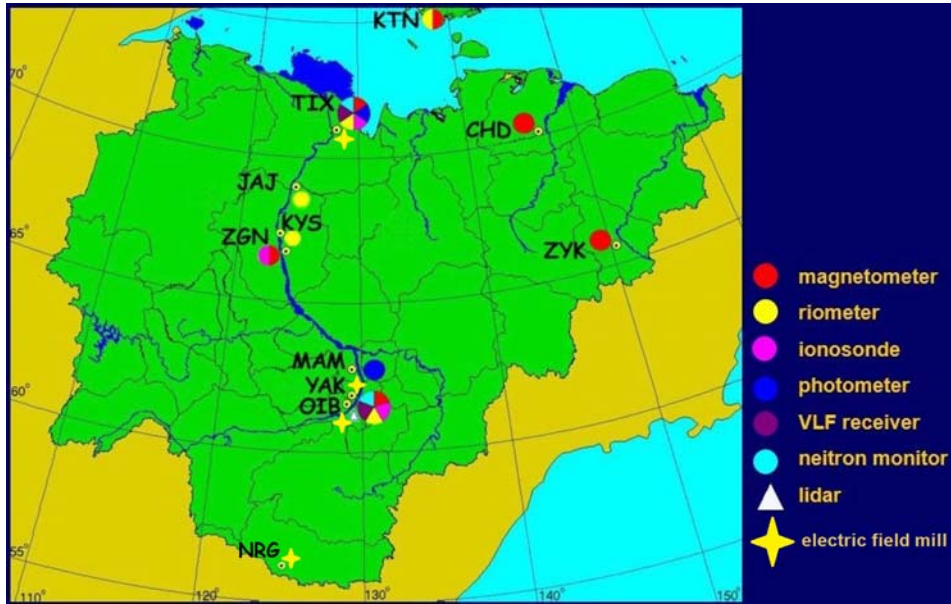 KTN
70°
TIX
CHD
JAJ
KYS
ZGN
ZYK
65°
MAM
YAK
OIB
60°
NRG
55°
110°
120°
130°
140°
150°
magnetometer
riometer
ionosonde
photometer
VLF receiver
neitron monitor
lidar
electric field mill